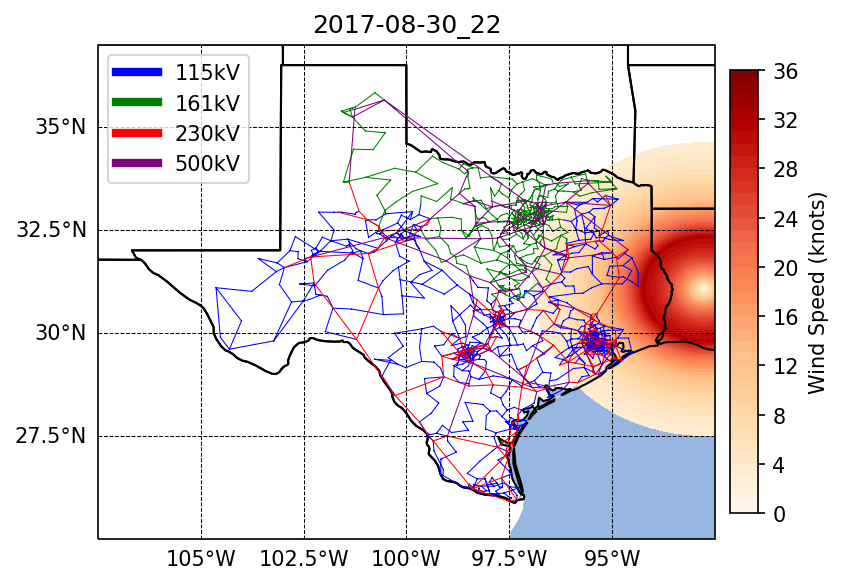 2017-08-30_22
115kV
161kV
230kV
500kV
35°N
32.5°N
30°N
27.5°N
105°W
102.5°W
100°W
97.5°W
95°W
36
32
28
24
20
16
12
8
4
0
Wind Speed (knots)